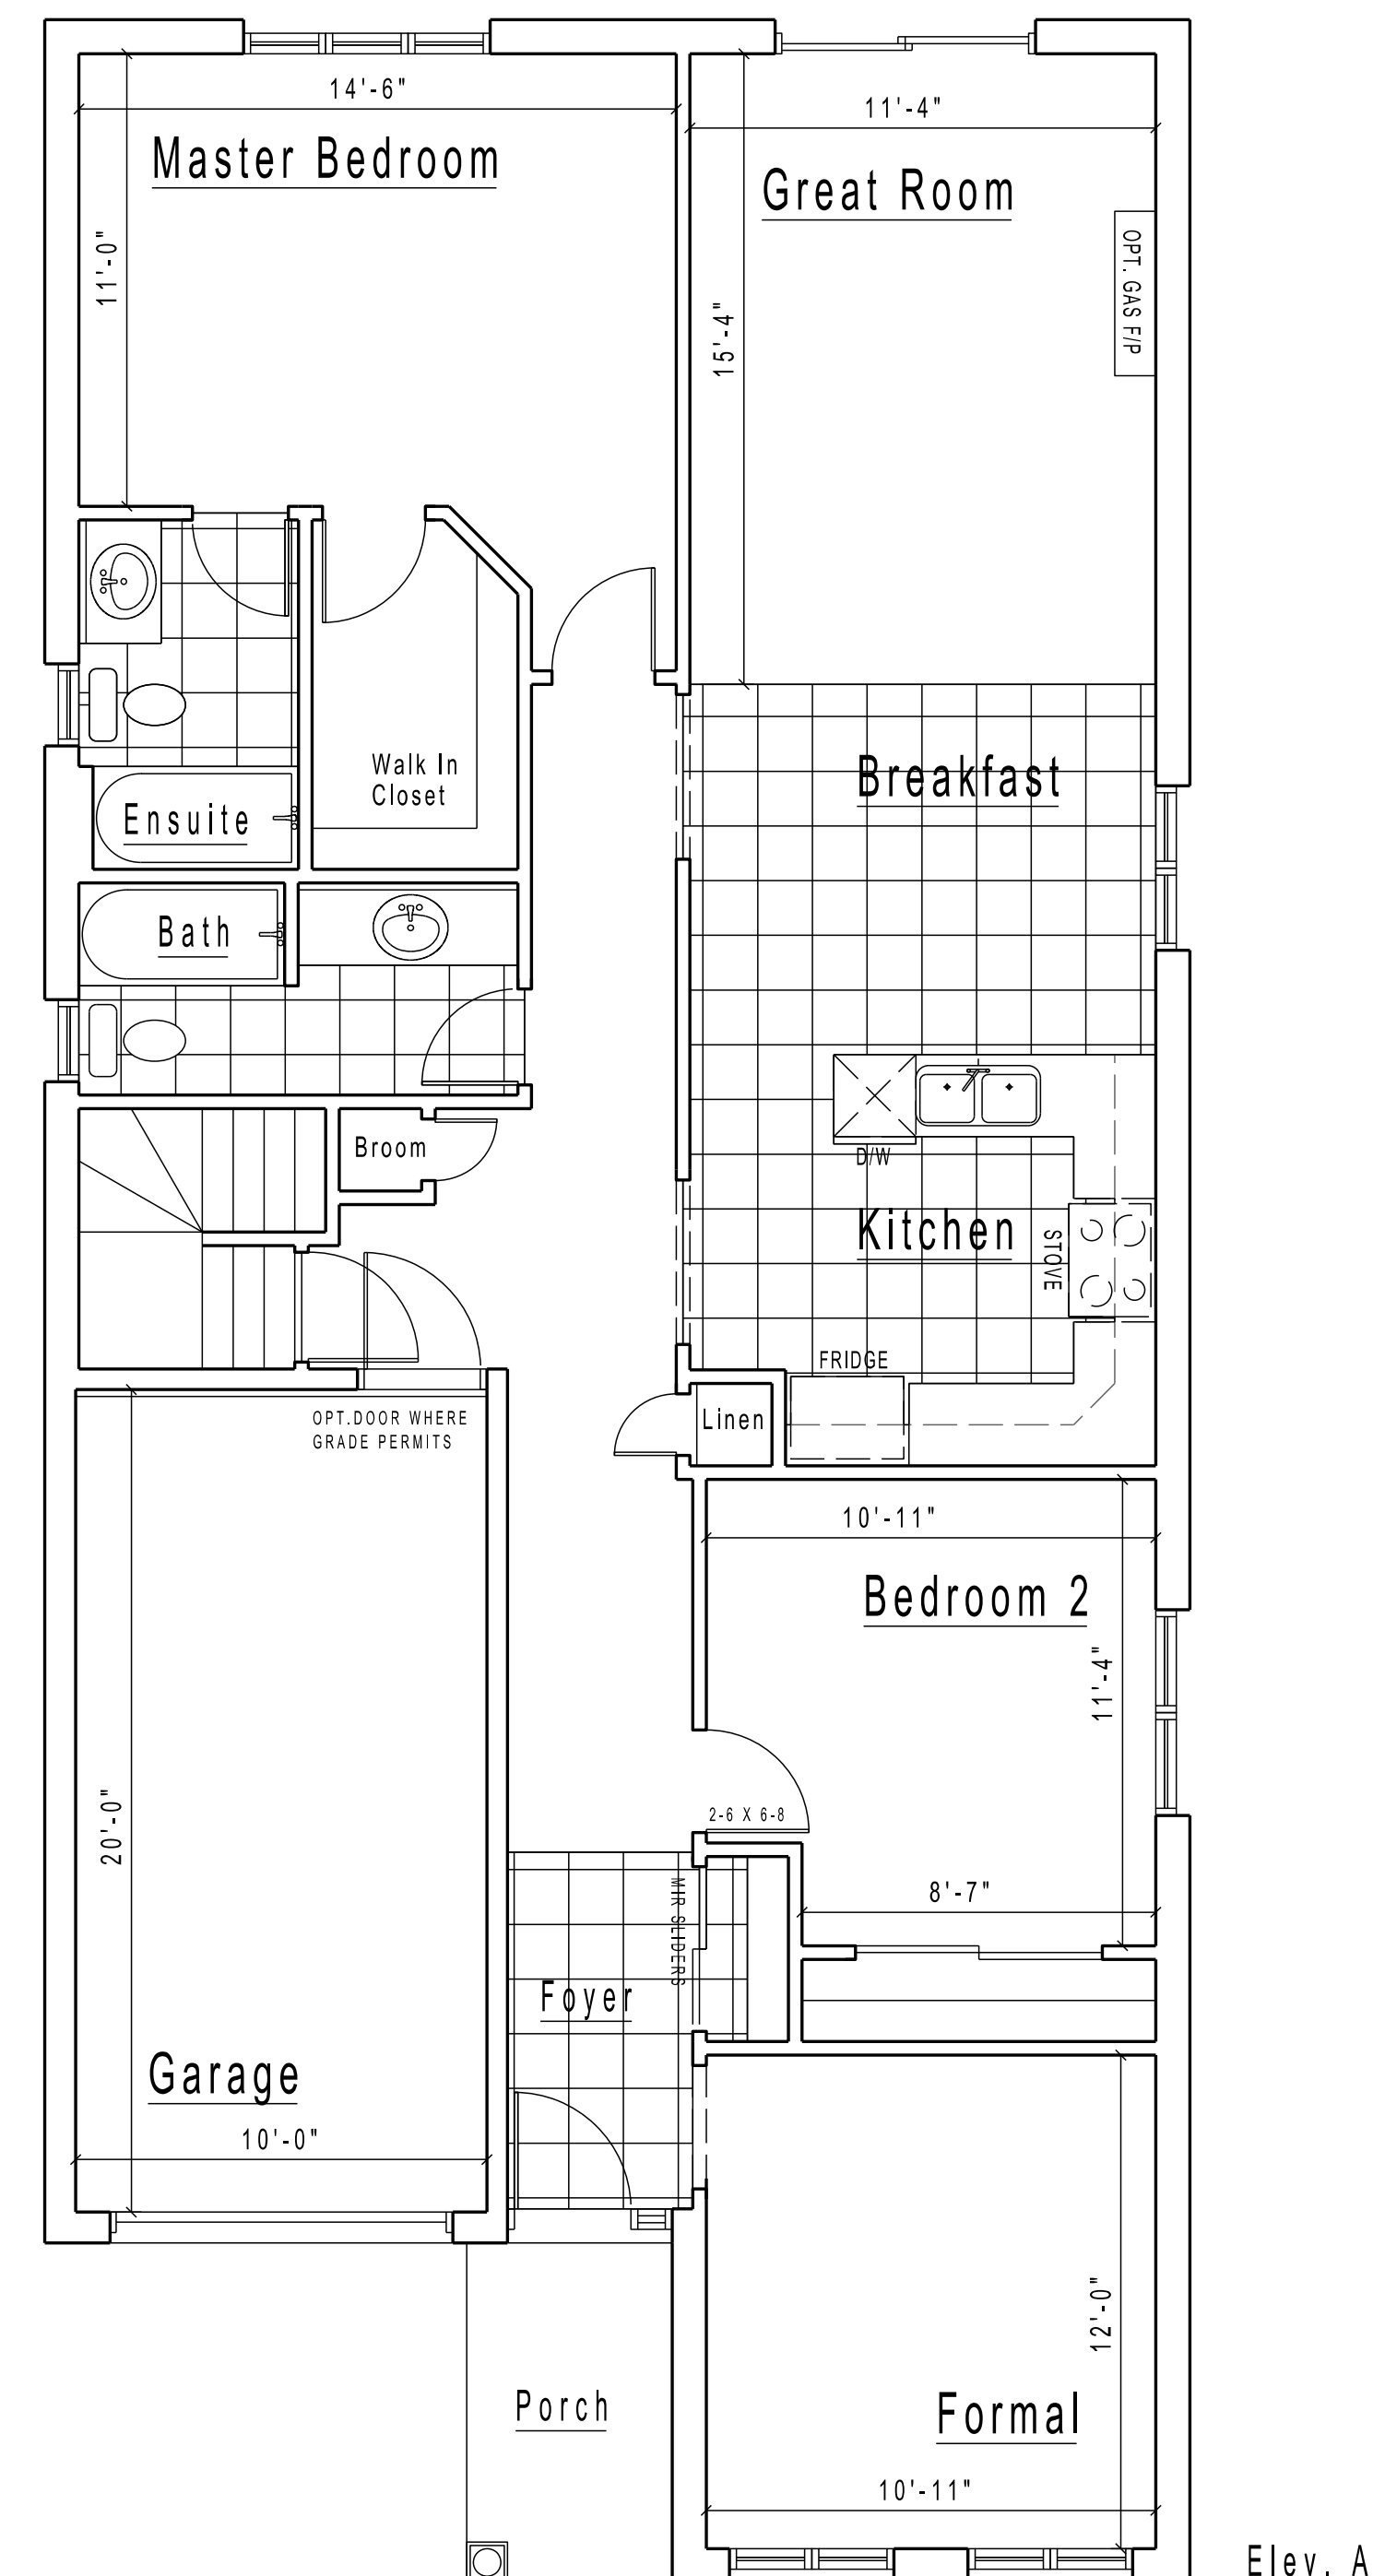 14'-6"
11'-4"
Master Bedroom
Great Room
11'-0"
OPT. GAS F/P
15'-4"
Walk In
Closet
Breakfast
Ensuite
Bath
Broom
D/W
Kitchen
STOVE
FRIDGE
OPT.DOOR WHERE
GRADE PERMITS
Linen
10'-11"
Bedroom 2
11'-4"
20'-0"
2-6 X 6-8
8'-7"
MIR SLIDERS
Foyer
Garage
10'-0"
12'-0"
Porch
Formal
10'-11"
Elev. A